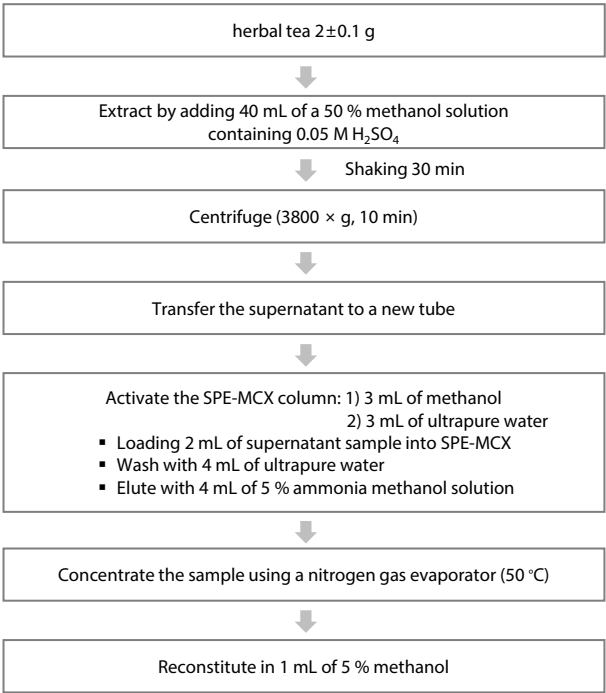 herbal tea 2±0.1 g
Extract by adding 40 mL of a 50 % methanol solution
containing 0.05 M H₂SO₄
Shaking 30 min
Centrifuge (3800 × g, 10 min)
Transfer the supernatant to a new tube
Activate the SPE-MCX column: 1) 3 mL of methanol
2) 3 mL of ultrapure water
▪ Loading 2 mL of supernatant sample into SPE-MCX
▪ Wash with 4 mL of ultrapure water
▪ Elute with 4 mL of 5 % ammonia methanol solution
Concentrate the sample using a nitrogen gas evaporator (50 °C)
Reconstitute in 1 mL of 5 % methanol